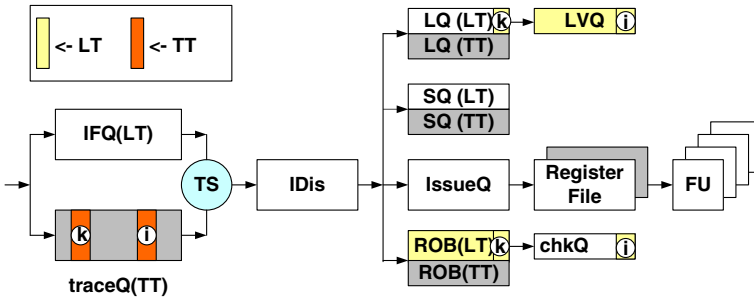 <- LT <- TT
LQ (LT) k LVQ i
LQ (TT)
SQ (LT)
SQ (TT)
IFQ(LT)
TS IDis IssueQ Register File FU
k i
traceQ(TT)
ROB(LT) k chkQ i
ROB(TT)